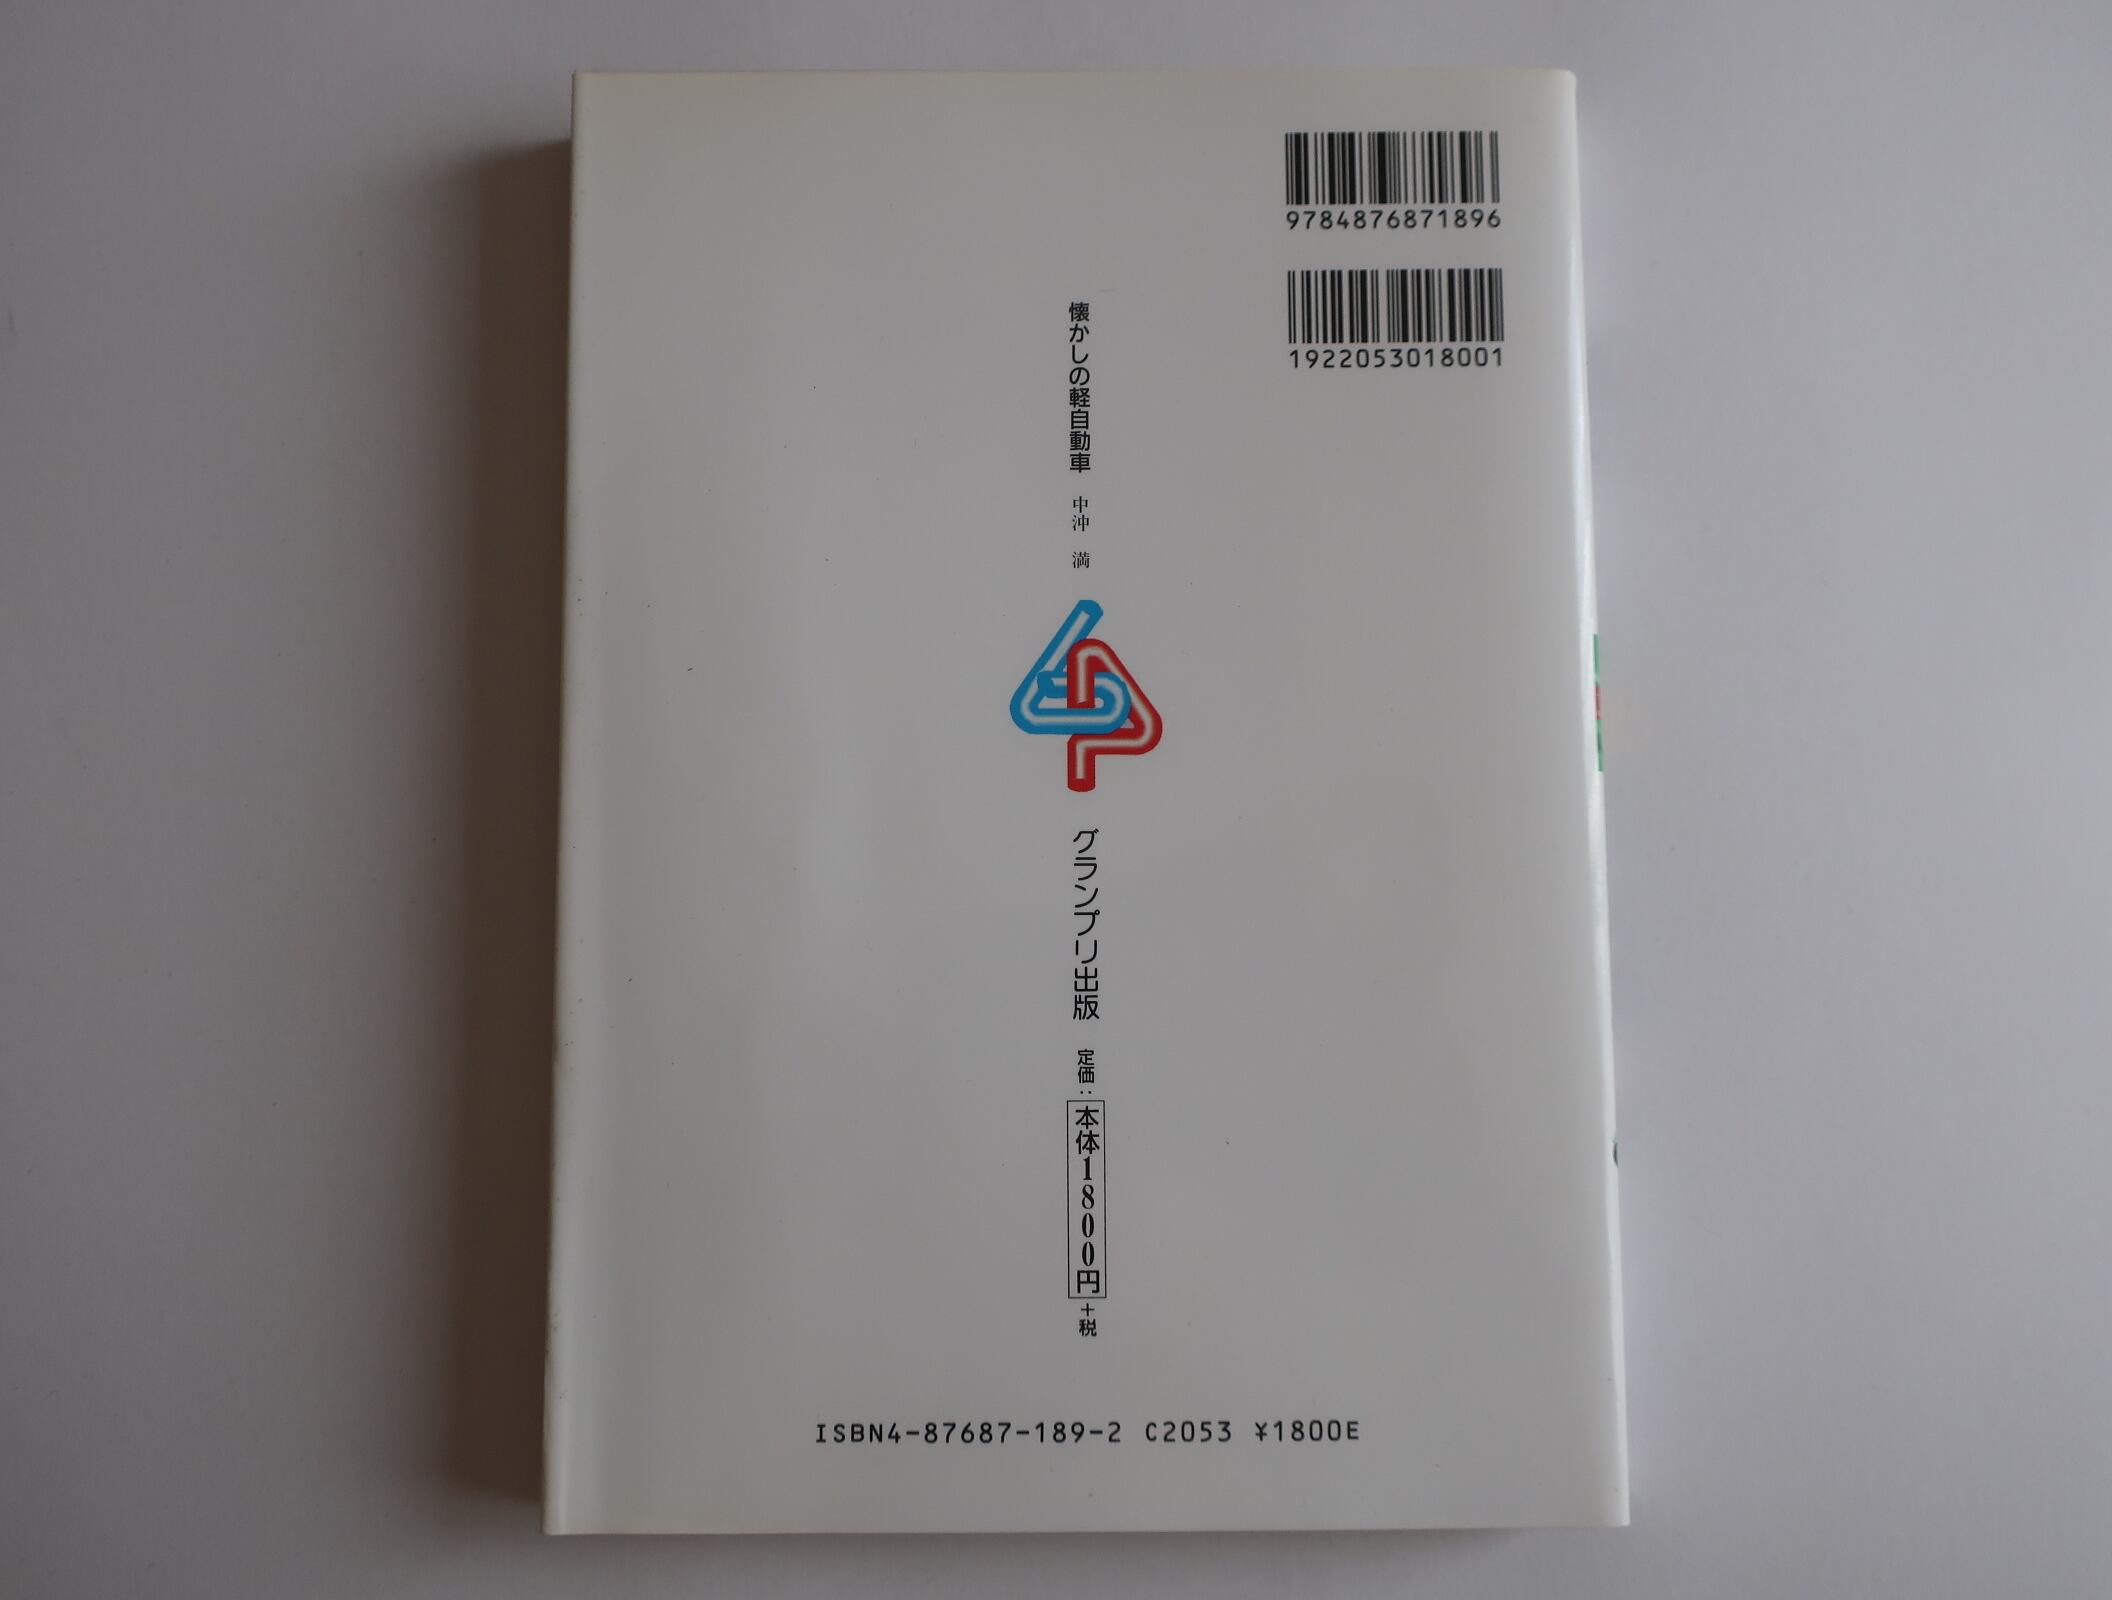 9784876871896
1922053018001
懐かしの軽自動車 中沖 満
グランプリ出版
定価：本体1800円+税
ISBN4-87687-189-2 C2053 ¥1800E